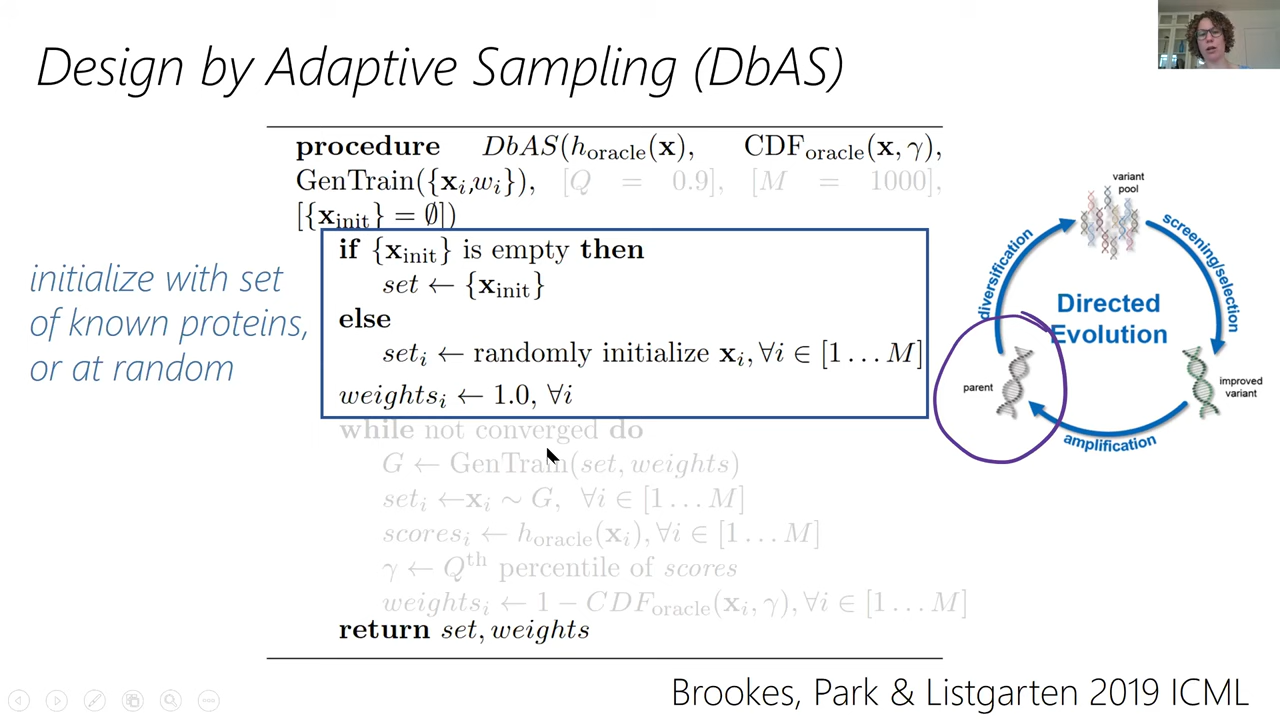 Design by Adaptive Sampling (DbAS)
procedure DbAS(h_oracle(x), CDF_oracle(x, γ),
GenTrain({x_i,w_i}), [Q = 0.9], [M = 1000],
[{x_init} = ∅])
if {x_init} is empty then
set ← {x_init}
else
set_i ← randomly initialize x_i, ∀i ∈ [1 . . . M]
weights_i ← 1.0, ∀i
while not converged do
G ← GenTrain(set, weights)
set_i ←x_i ∼ G, ∀i ∈ [1 . . . M]
scores_i ← h_oracle(x_i), ∀i ∈ [1 . . . M]
γ ← Q^th percentile of scores
weights_i ← 1 − CDF_oracle(x_i, γ), ∀i ∈ [1 . . . M]
return set, weights
initialize with set
of known proteins,
or at random
variant
pool
diversification
screening/selection
Directed
Evolution
parent
improved
variant
amplification
Brookes, Park & Listgarten 2019 ICML